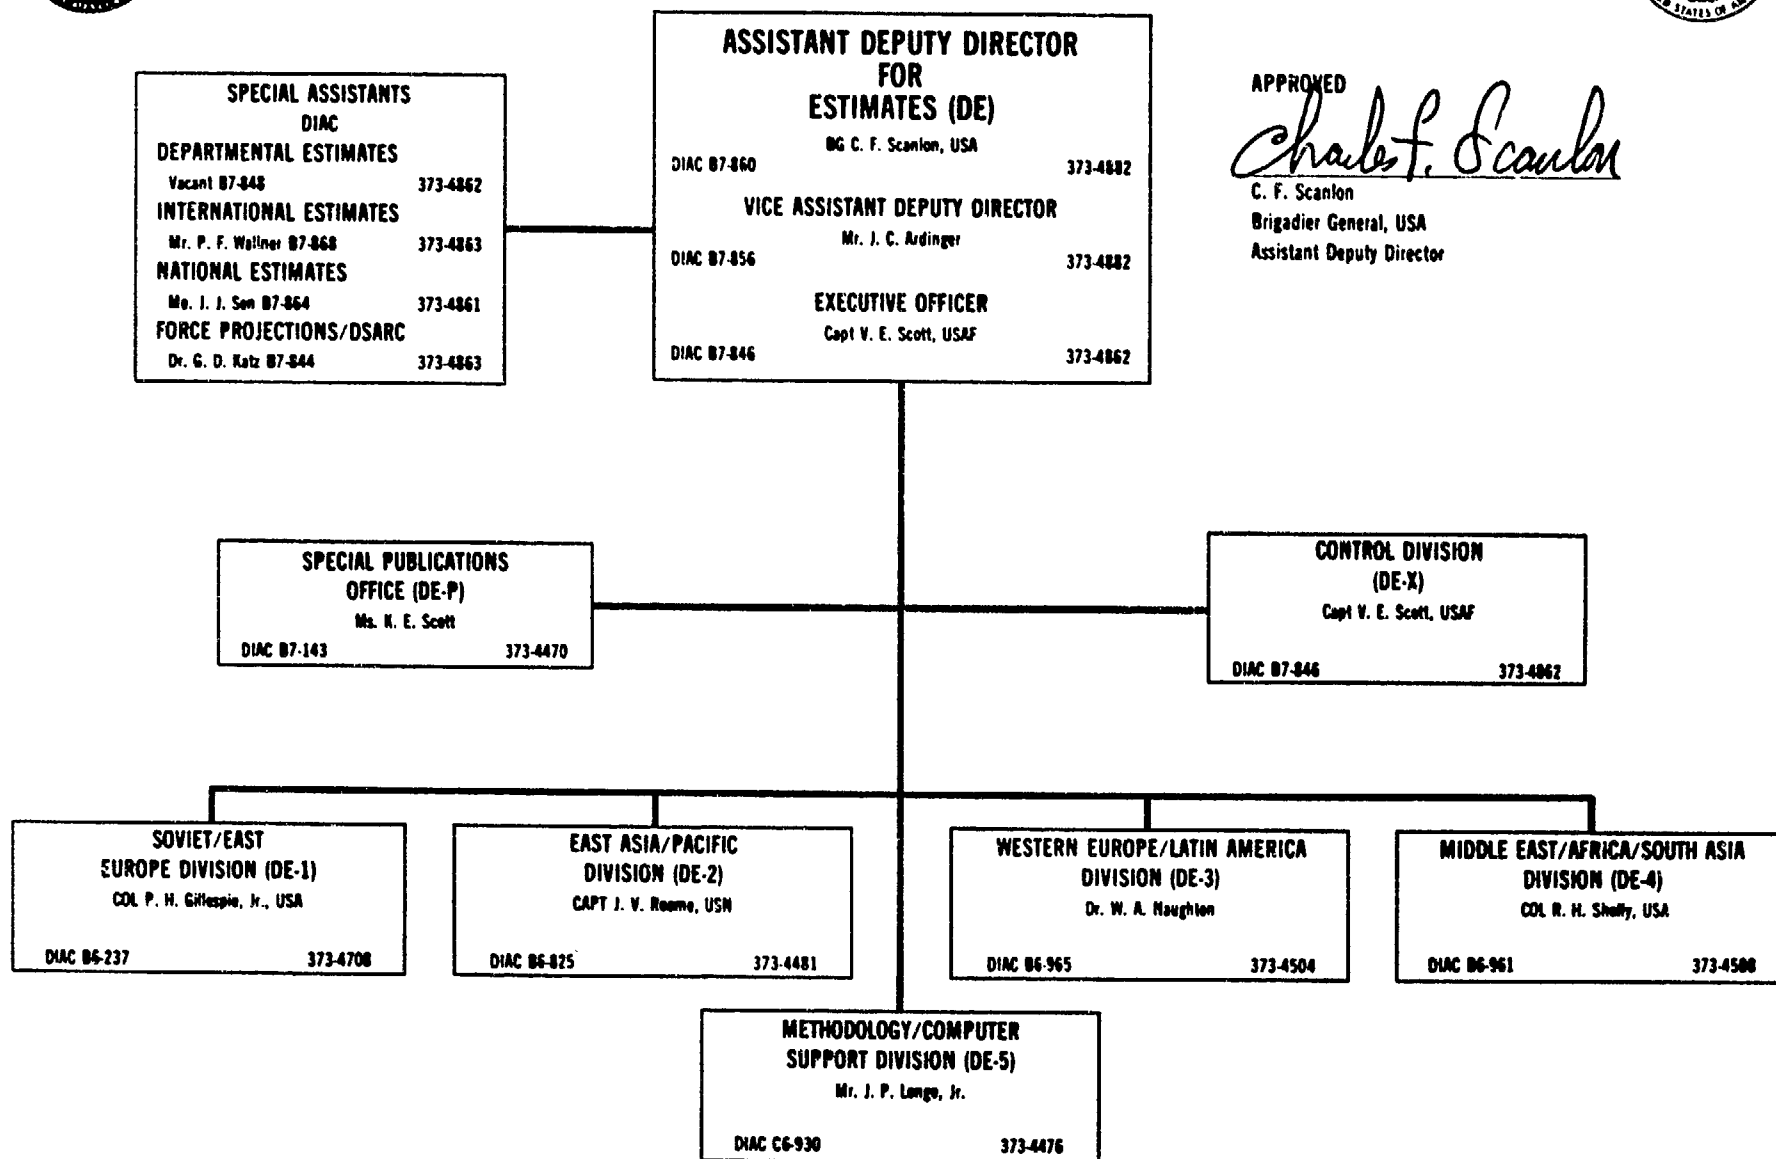 STATES OF
ASSISTANT DEPUTY DIRECTOR
FOR
ESTIMATES (DE)
BG C. F. Scanlon, USA
DIAC B7-860 373-4882
VICE ASSISTANT DEPUTY DIRECTOR
Mr. J. C. Ardinger
DIAC B7-856 373-4882
EXECUTIVE OFFICER
Capt V. E. Scott, USAF
DIAC B7-846 373-4862
SPECIAL ASSISTANTS
DIAC
DEPARTMENTAL ESTIMATES
Vacant B7-848 373-4862
INTERNATIONAL ESTIMATES
Mr. P. F. Wallner B7-868 373-4863
NATIONAL ESTIMATES
J. J. B7-864 373-4861
FORCE PROJECTIONS/DSARC
Dr. G. D. Katz B7-844 373-4863
APPROVED
Charles F. Scanlon
C. F. Scanlon
Brigadier General, USA
Assistant Deputy Director
SPECIAL PUBLICATIONS
OFFICE (DE-P)
Ms. K. E. Scott
DIAC B7-143 373-4470
CONTROL DIVISION
(DE-X)
Capt V. E. Scott, USAF
DIAC B7-846 373-4862
SOVIET/EAST
EUROPE DIVISION (DE-1)
COL P. H. Gillespie, Jr., USA
DIAC B6-237 373-4708
EAST ASIA/PACIFIC
DIVISION (DE-2)
CAPT J. V. USN
DIAC B6-825 373-4481
WESTERN EUROPE/LATIN AMERICA
DIVISION (DE-3)
Dr. W. A. Naughton
DIAC B6-965 373-4504
MIDDLE EAST/AFRICA/SOUTH ASIA
DIVISION (DE-4)
COL R. H. USA
DIAC B6-961
METHODOLOGY/COMPUTER
SUPPORT DIVISION (DE-5)
Mr. J. P. Longo, Jr.
DIAC C6-930 373-4476